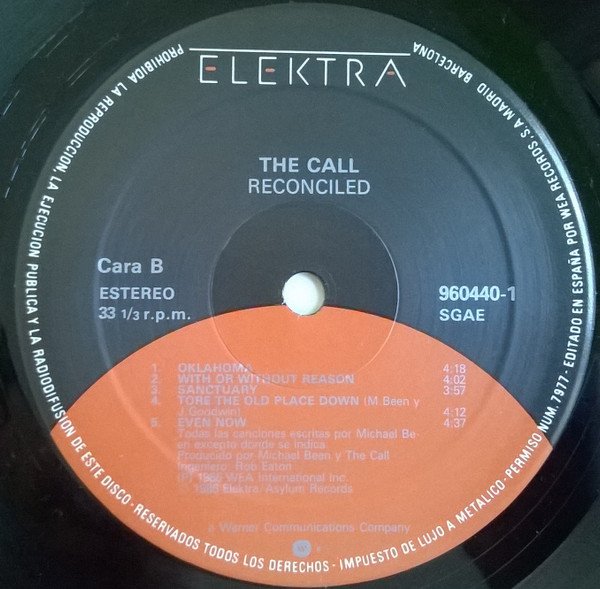 ELEKTRA
THE CALL
RECONCILED
Cara B
ESTEREO
33 1/3 r.p.m.
960440-1
SGAE
1. OKLAHOMA 4:18
2. WITH OR WITHOUT REASON 4:02
3. SANCTUARY 3:57
4. TORE THE OLD PLACE DOWN (M Been y
J.Goodwin) 4:12
5. EVEN NOW 4:37
Todas las canciones escritas por Michael Be-
en excepto donde se indica.
Producido por Michael Been y The Call
Ingeniero: Rob Eaton
(P) 1986 WEA International Inc.
1986 Elektra/Asylum Records
a Warner Communications Company
PROHIBIDA LA REPRODUCCION, LA EJECUCION PUBLICA Y LA RADIODIFUSION DE ESTE DISCO - RESERVADOS TODOS LOS DERECHOS - IMPUESTO DE LUJO A METALICO - PERMISO NUM. 7977 - EDITADO EN ESPAÑA POR WEA RECORDS, S.A. MADRID BARCELONA